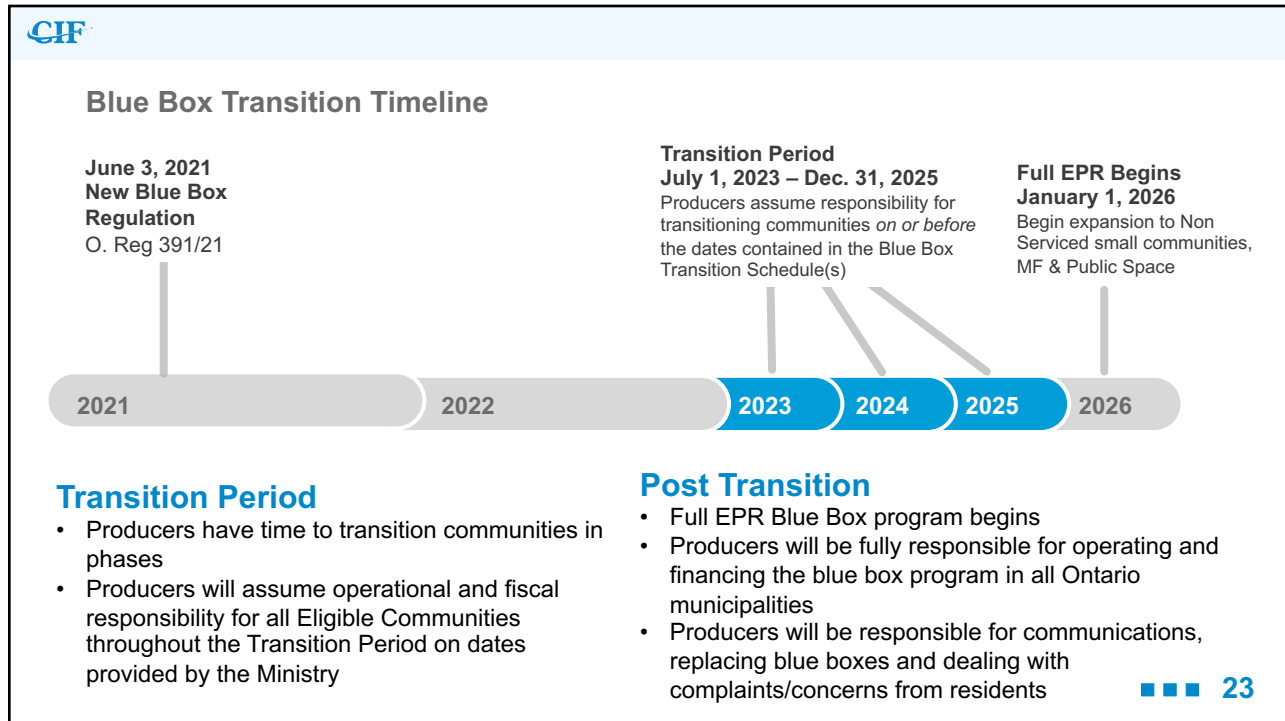 CIF
Blue Box Transition Timeline
June 3, 2021
New Blue Box
Regulation
O. Reg 391/21
Transition Period
July 1, 2023 – Dec. 31, 2025
Producers assume responsibility for
transitioning communities on or before
the dates contained in the Blue Box
Transition Schedule(s)
Full EPR Begins
January 1, 2026
Begin expansion to Non
Serviced small communities,
MF & Public Space
2021
2022
2023
2024
2025
2026
Transition Period
• Producers have time to transition communities in
phases
• Producers will assume operational and fiscal
responsibility for all Eligible Communities
throughout the Transition Period on dates
provided by the Ministry
Post Transition
• Full EPR Blue Box program begins
• Producers will be fully responsible for operating and
financing the blue box program in all Ontario
municipalities
• Producers will be responsible for communications,
replacing blue boxes and dealing with
complaints/concerns from residents
23